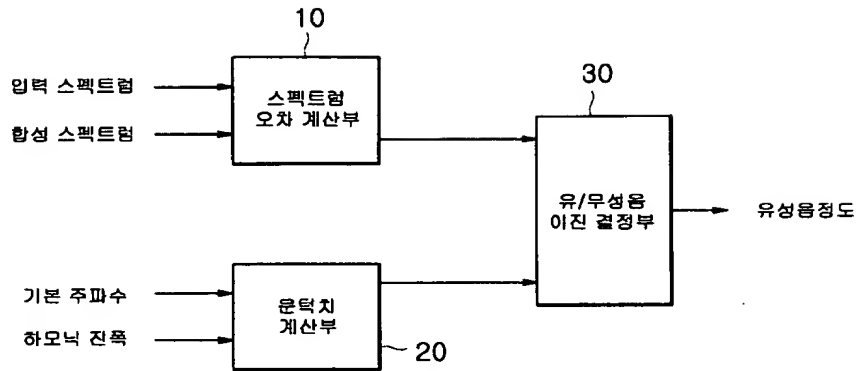 10
입력 스펙트럼
합성 스펙트럼
스펙트럼
오차 계산부
30
유/무성음
이진 결정부
유성음정도
기본 주파수
하모닉 진폭
문턱치
계산부
20